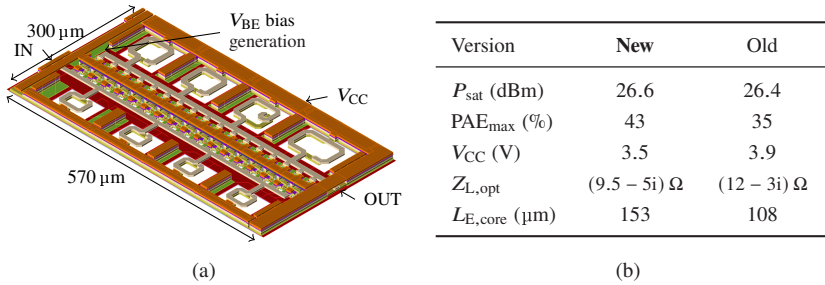 300 µm
IN
V_BE bias
generation
V_CC
570 µm
OUT
(a)
Version New Old
P_sat (dBm) 26.6 26.4
PAE_max (%) 43 35
V_CC (V) 3.5 3.9
Z_L,opt (9.5 − 5i) Ω (12 − 3i) Ω
L_E,core (µm) 153 108
(b)